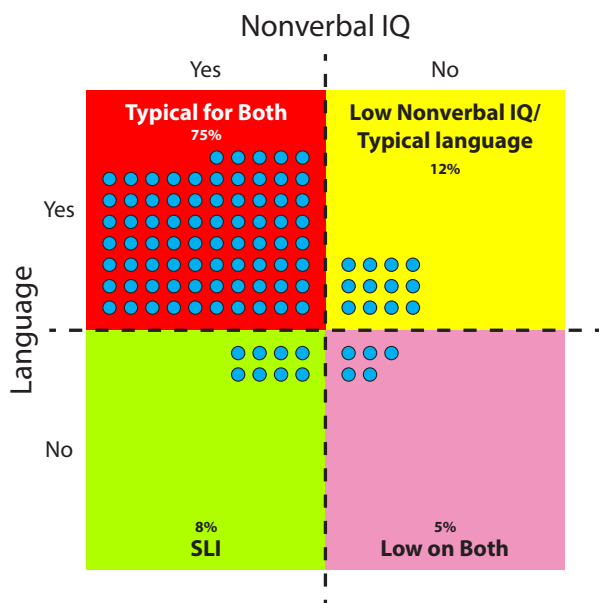 Nonverbal IQ
Yes
No
Typical for Both
75%
Low Nonverbal IQ/
Typical language
12%
Yes
Language
No
8%
SLI
5%
Low on Both